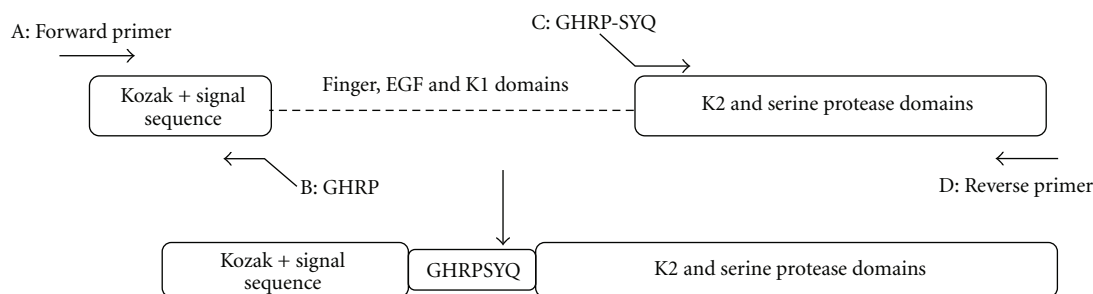 A: Forward primer
C: GHRP-SYQ
Kozak + signal
sequence
Finger, EGF and K1 domains
K2 and serine protease domains
B: GHRP
D: Reverse primer
Kozak + signal
sequence
GHRPSYQ
K2 and serine protease domains